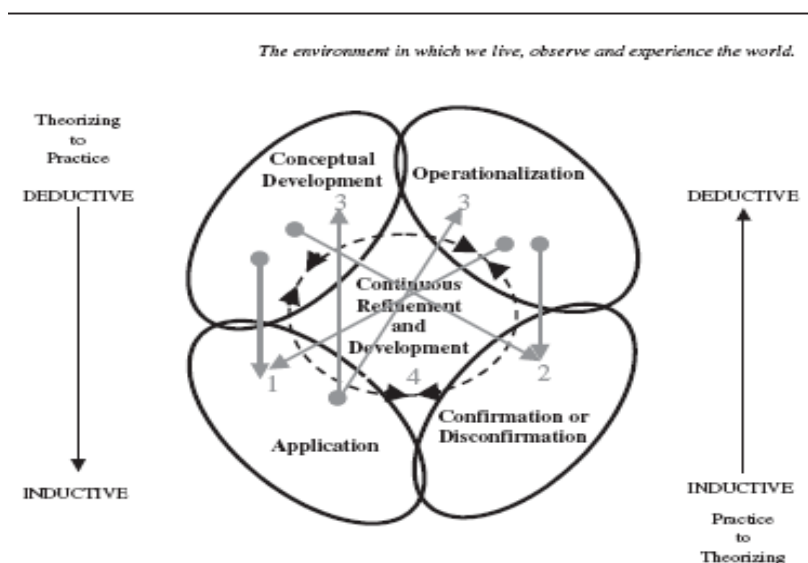 The environment in which we live, observe and experience the world.
Theorizing
to
Practice
DEDUCTIVE
INDUCTIVE
Conceptual
Development
3
Operationalization
3
Continuous
Refinement
and
Development
1
4
2
Application
Confirmation or
Disconfirmation
DEDUCTIVE
INDUCTIVE
Practice
to
Theorizing